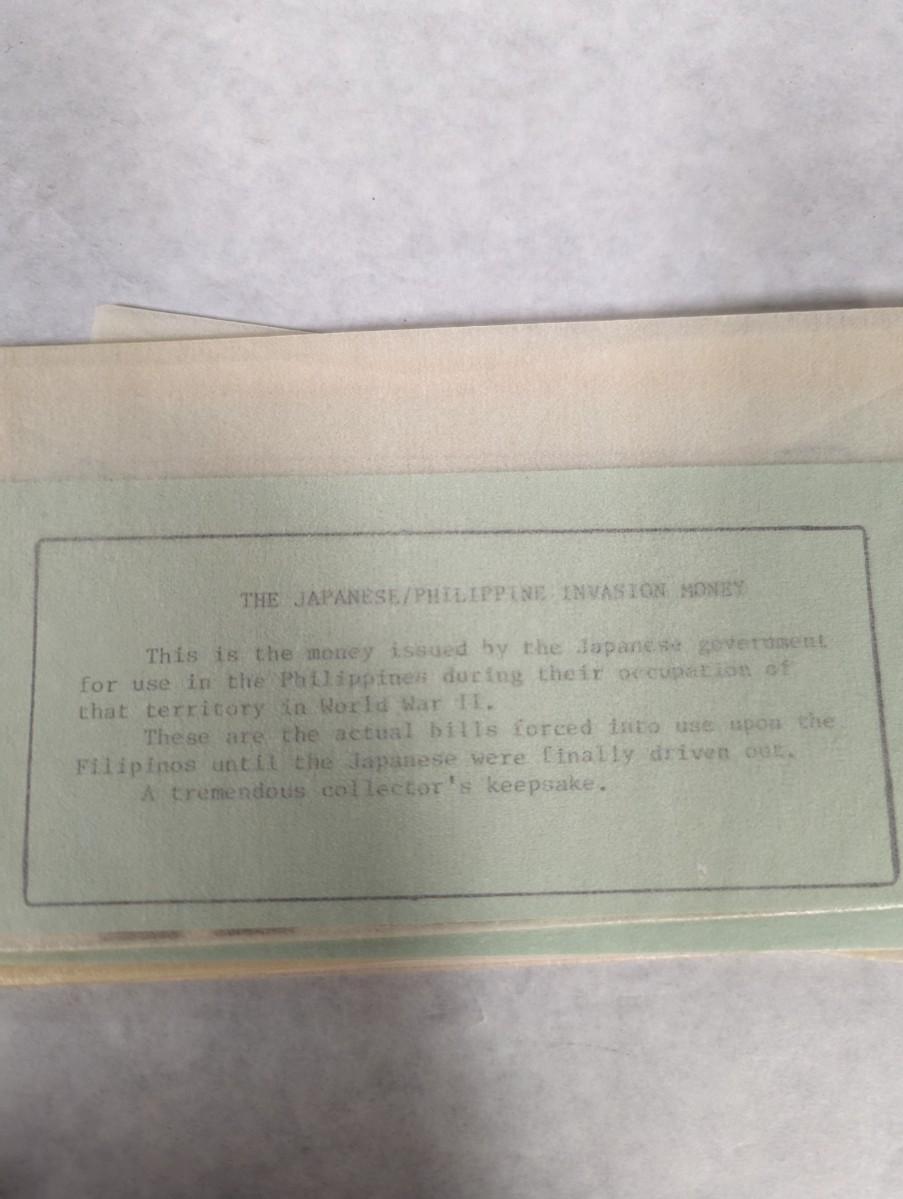 THE JAPANESE/PHILIPPINE INVASION MONEY
This is the money issued by the Japanese government
for use in the Philippines during their occupation of
that territory in World War II.
These are the actual bills forced into use upon the
Filipinos until the Japanese were finally driven out.
A tremendous collector's keepsake.